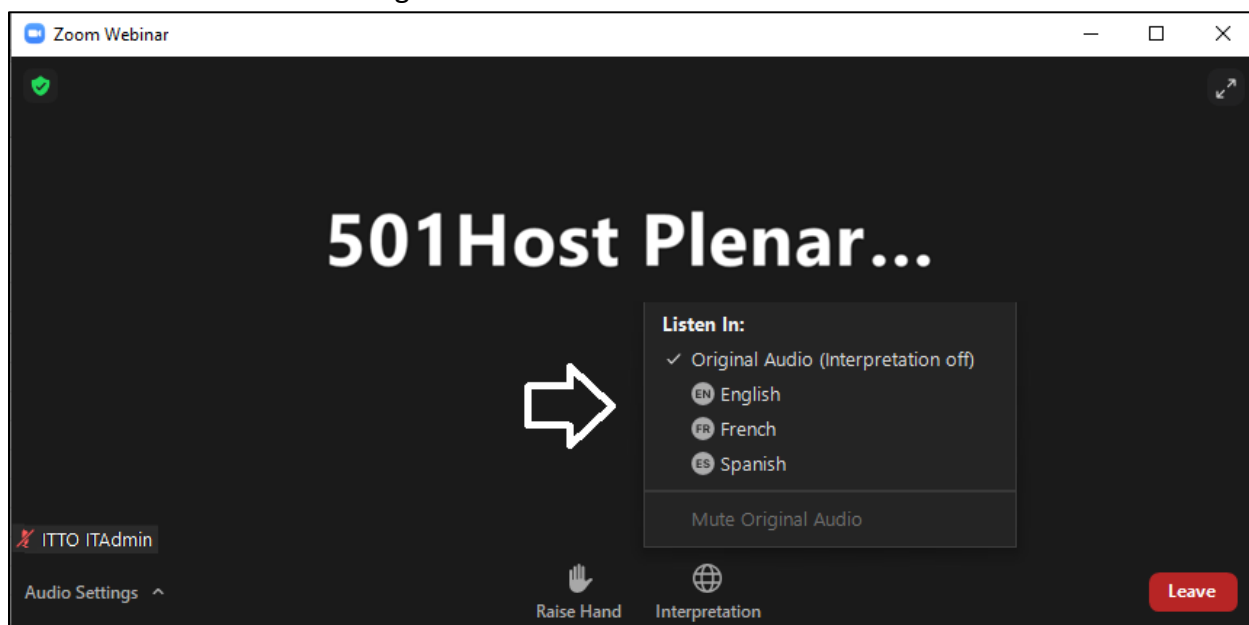 Zoom Webinar
501Host Plenar...
Listen In:
✓ Original Audio (Interpretation off)
EN English
FR French
ES Spanish
Mute Original Audio
ITTO ITAdmin
Audio Settings ^
Raise Hand
Interpretation
Leave